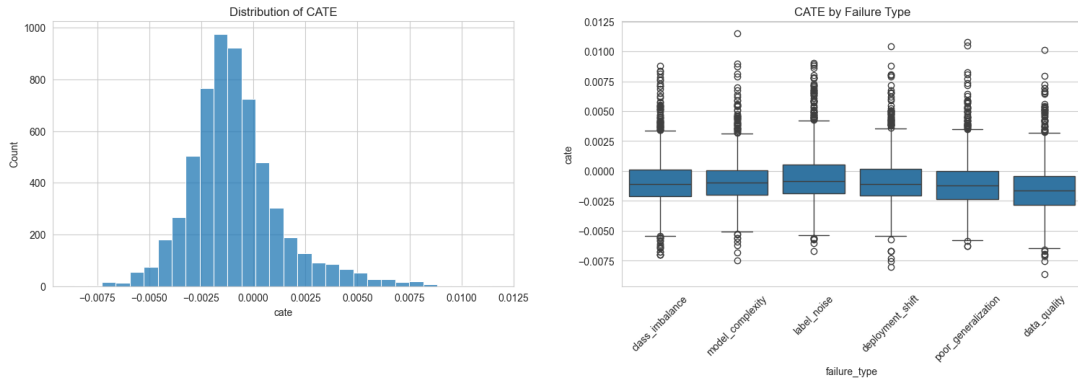 Distribution of CATE
1000
800
600
400
200
0
Count
−0.0075
−0.0050
−0.0025
0.0000
0.0025
0.0050
0.0075
0.0100
0.0125
cate
CATE by Failure Type
0.0125
0.0100
0.0075
0.0050
0.0025
0.0000
−0.0025
−0.0050
−0.0075
cate
class_imbalance
model_complexity
label_noise
deployment_shift
poor_generalization
data_quality
failure_type